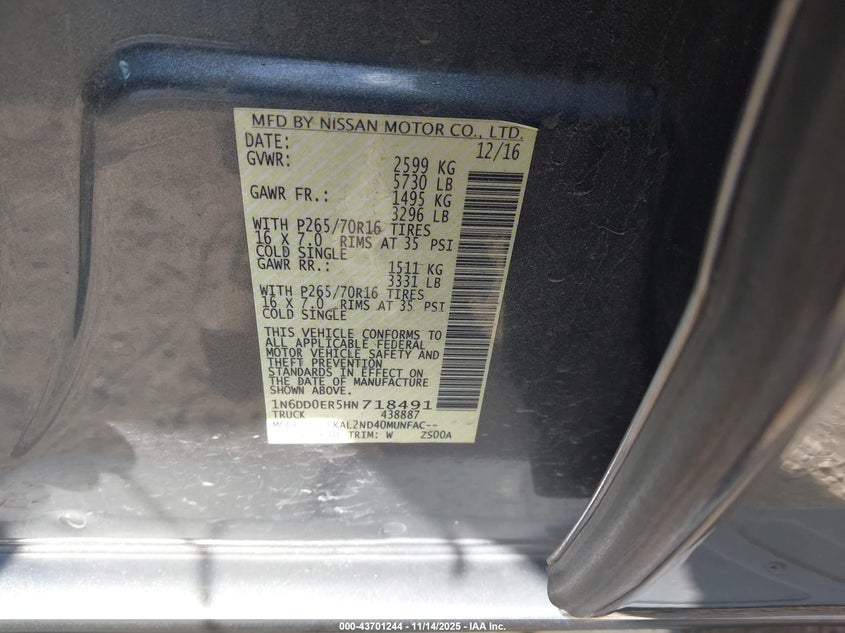 MFD BY NISSAN MOTOR CO., LTD.
DATE: 12/16
GVWR: 2599 KG
5730 LB
GAWR FR.: 1495 KG
3296 LB
WITH P265/70R16 TIRES
16 X 7.0 RIMS AT 35 PSI
COLD SINGLE
GAWR RR.: 1511 KG
3331 LB
WITH P265/70R16 TIRES
16 X 7.0 RIMS AT 35 PSI
COLD SINGLE
THIS VEHICLE CONFORMS TO
ALL APPLICABLE FEDERAL
MOTOR VEHICLE SAFETY AND
THEFT PREVENTION
STANDARDS IN EFFECT ON
THE DATE OF MANUFACTURE
SHOWN ABOVE.
1N6DD0ER5HN718491
TRUCK 438887
KAL2ND40MUNFAC--
TRIM: W ZS00A
000-43701244 - 11/14/2025 - IAA Inc.